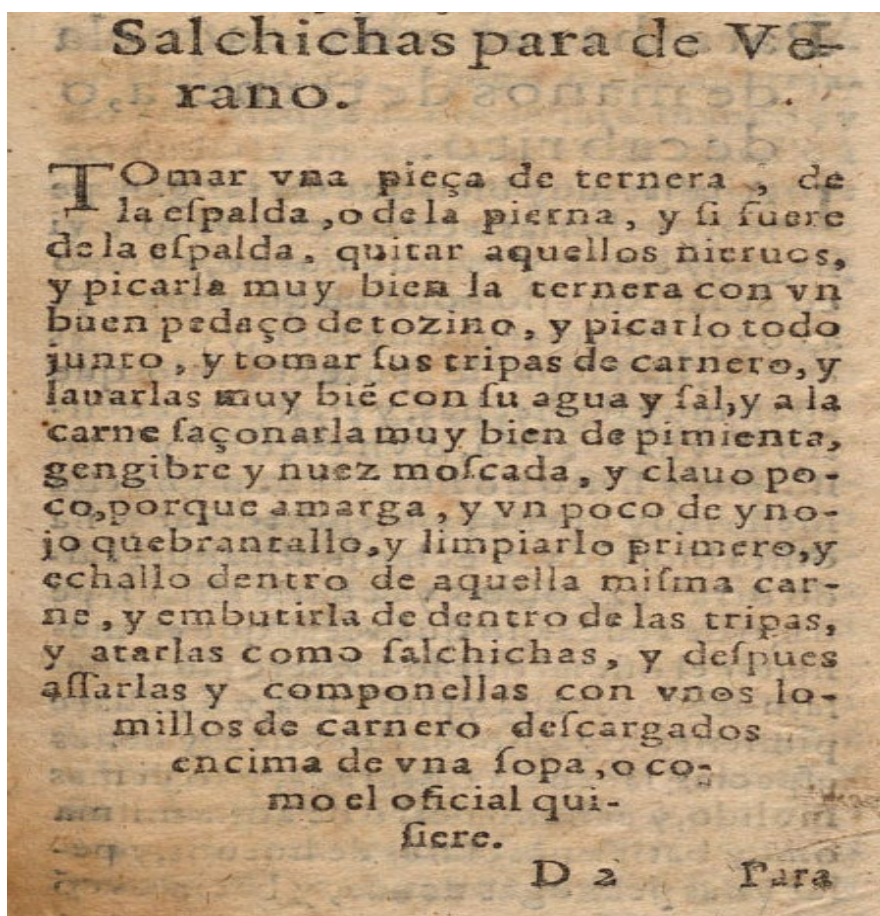 Salchichas para de Ve-
rano.
TOmar vna pieça de ternera, de
la eſpalda, o de la pierna, y ſi fuere
de la eſpalda, quitar aquellos nieruos,
y picarla muy bien la ternera con vn
buen pedaço de tozino, y picarlo todo
junto, y tomar ſus tripas de carnero, y
lauarlas muy biẽ con ſu agua y ſal, y a la
carne ſaçonarla muy bien de pimienta,
gengibre y nuez moſcada, y clauo po-
co, porque amarga, y vn poco de yno-
jo quebrantallo, y limpiarlo primero, y
echallo dentro de aquella miſma car-
ne, y embutirla de dentro de las tripas,
y atarlas como ſalchichas, y deſpues
aſſarlas y componellas con vnos lo-
millos de carnero deſcargados
encima de vna ſopa, o co-
mo el oficial qui-
ſiere.
D 2 Para